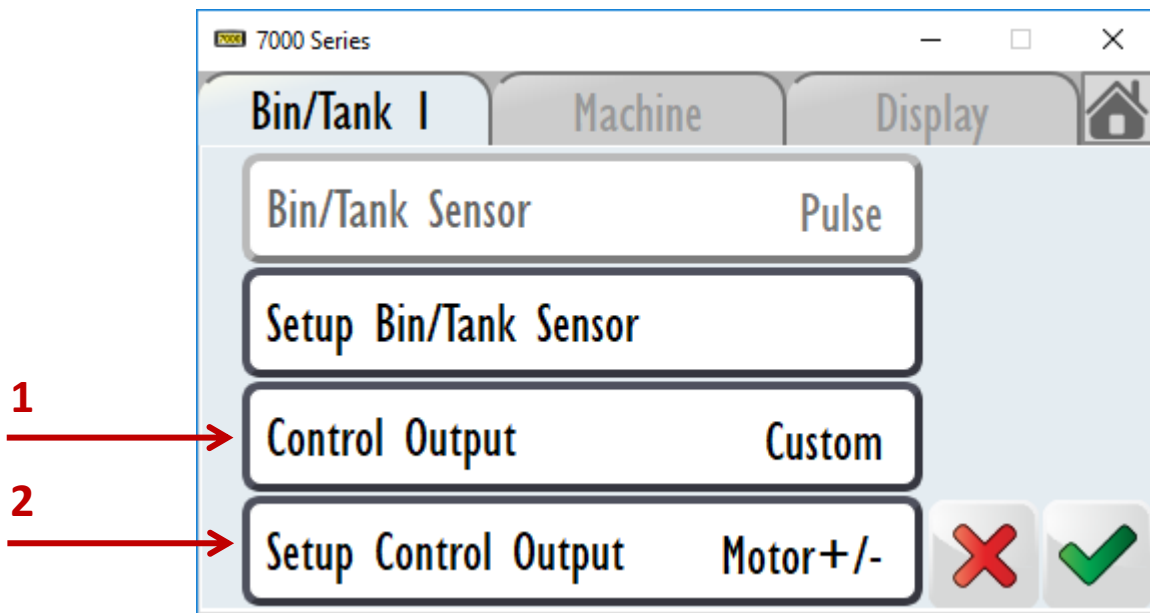 7000 7000 Series
Bin/Tank 1 Machine Display
Bin/Tank Sensor Pulse
Setup Bin/Tank Sensor
1
Control Output Custom
2
Setup Control Output Motor+/-